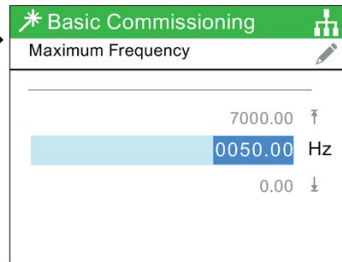 Basic Commissioning
Maximum Frequency
7000.00
0050.00 Hz
0.00